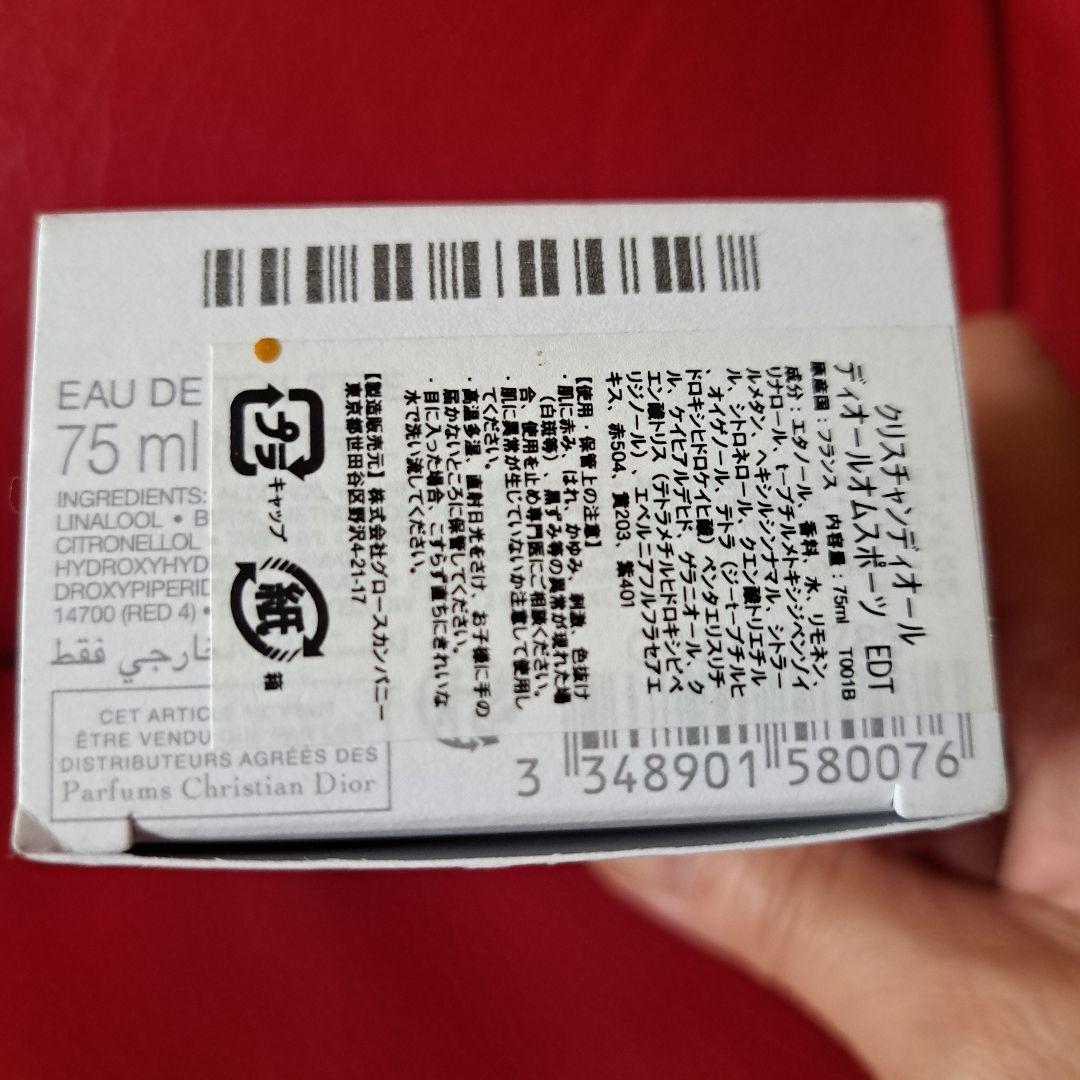 EAU DE
75 ml
INGREDIENTS:
LINALOOL • B
CITRONELLOL
HYDROXYHYD
DROXYPIPERID
14700 (RED 4) •
خارجي فقط
CET ARTIC
ÊTRE VENDU
DISTRIBUTEURS AGRÉÉS DES
Parfums Christian Dior
3 348901 580076
クリスチャンディオール
ディオールオムスポーツ EDT
原産国：フランス 内容量：75ml T001B
成分：エタノール、香料、水、リモネン、
リナロール、t-ブチルメトキシジベンゾイ
ルメタン、ヘキシルシンナマル、シトラー
ル、シトロネロール、クエン酸トリエチル
、オイゲノール、テトラ（ジ-t-ブチルヒ
ドロキシヒドロケイヒ酸）ペンタエリスリチ
ル、ケイヒアルデヒド、ゲラニオール、ク
エン酸トリス（テトラメチルヒドロキシピペ
リジノール）、エベルニアフルフラセアエ
キス、赤504、黄203、紫401
【使用・保管上の注意】
・肌に赤み、はれ、かゆみ、刺激、色抜け
（白斑等）、黒ずみ等の異常が現れた場
合、使用を止め専門医にご相談ください。
・肌に異常が生じていないか注意して使用し
てください。
・高温多湿、直射日光をさけ、お子様に手の
届かないところに保管してください。
・目に入った場合、こすらず直ちにきれいな
水で洗い流してください。
【製造販売元】株式会社グロースカンパニー
東京都世田谷区野沢4-21-17
プラ
キャップ
紙
箱